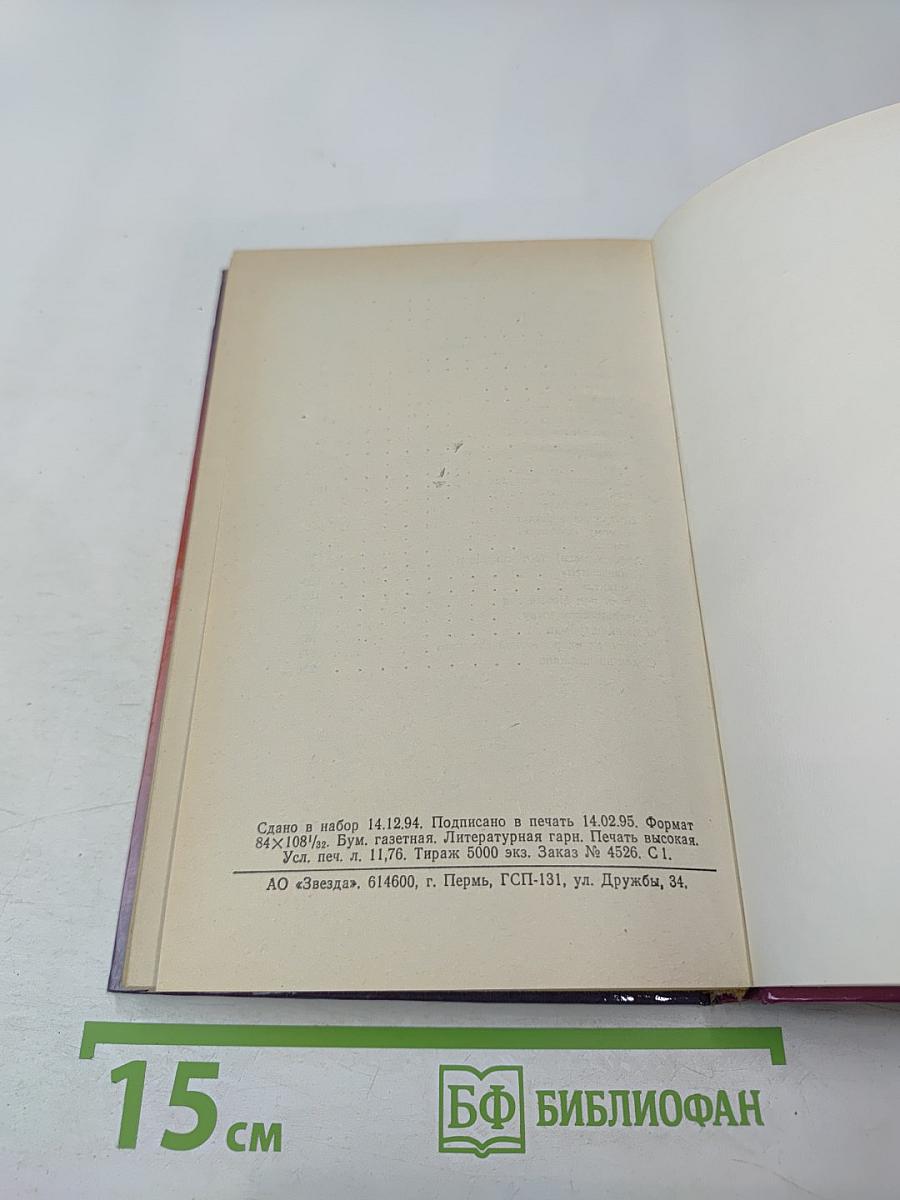 Сдано в набор 14.12.94. Подписано в печать 14.02.95. Формат
84×108¹/₃₂. Бум. газетная. Литературная гарн. Печать высокая.
Усл. печ. л. 11,76. Тираж 5000 экз. Заказ № 4526. С 1.
АО «Звезда». 614600, г. Пермь, ГСП-131, ул. Дружбы, 34.
15 см
БФ БИБЛИОФАН